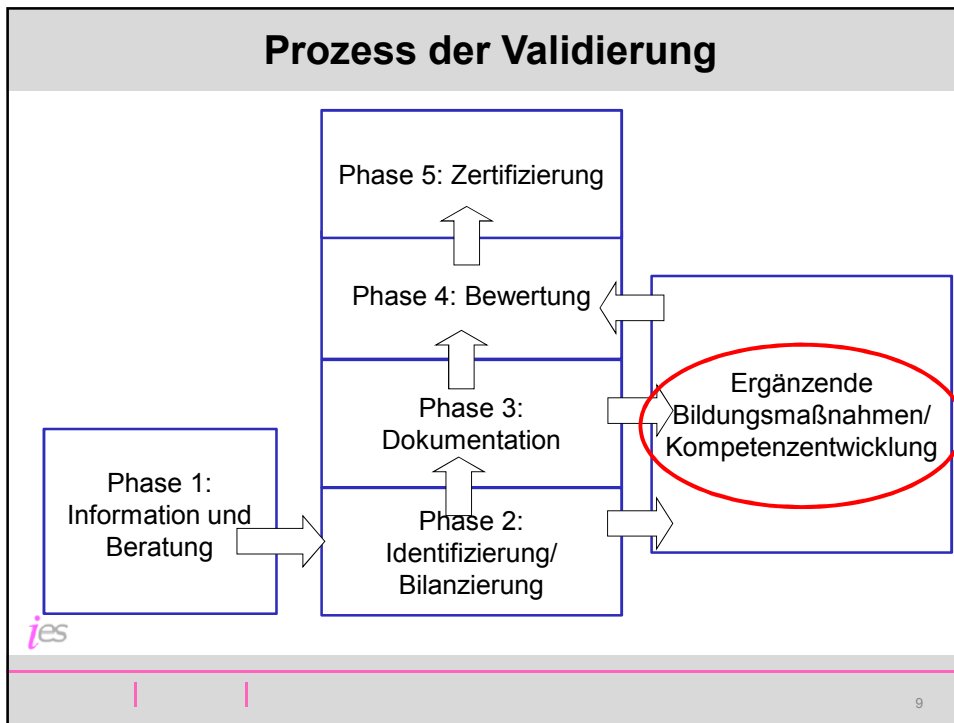 Prozess der Validierung
Phase 5: Zertifizierung
Phase 4: Bewertung
Phase 3:
Dokumentation
Phase 2:
Identifizierung/
Bilanzierung
Phase 1:
Information und
Beratung
Ergänzende
Bildungsmaßnahmen/
Kompetenzentwicklung
ies
9